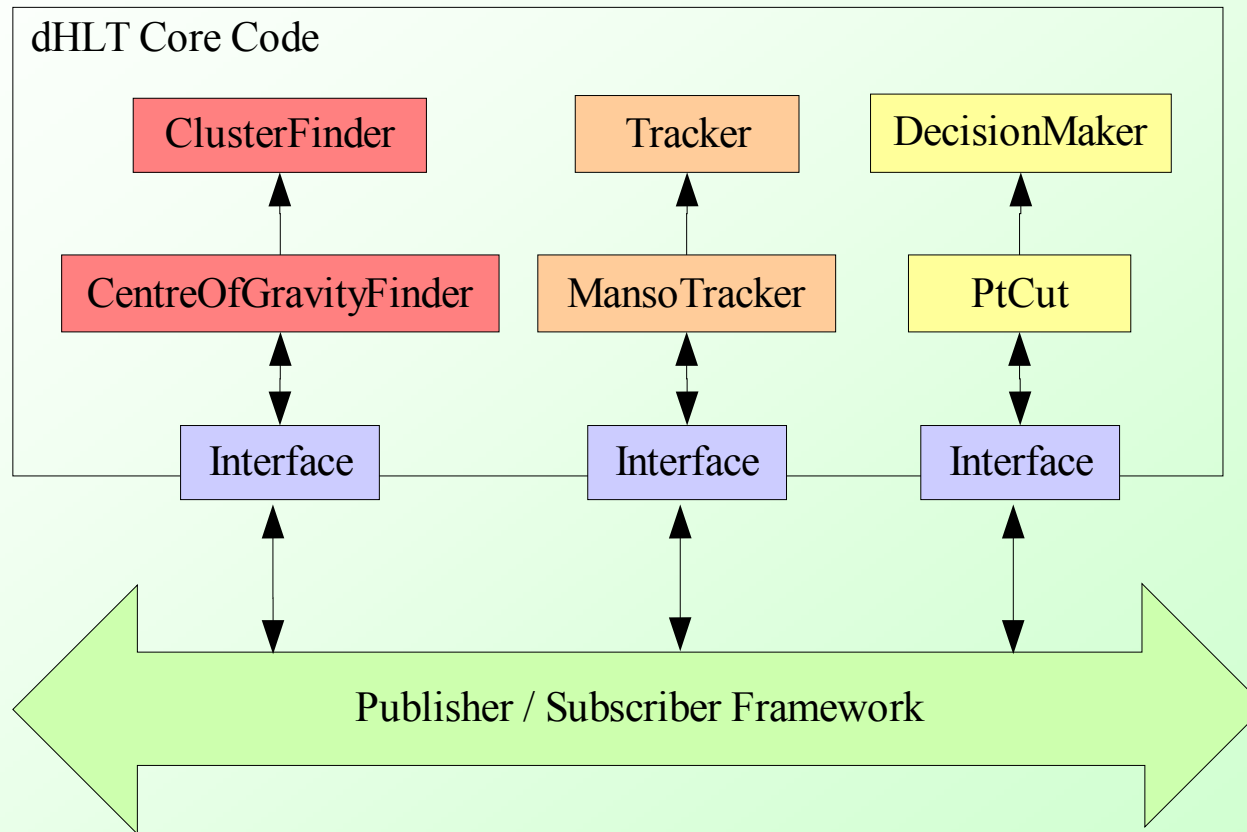 dHLT Core Code
ClusterFinder
Tracker
DecisionMaker
CentreOfGravityFinder
MansoTracker
PtCut
Interface
Interface
Interface
Publisher / Subscriber Framework